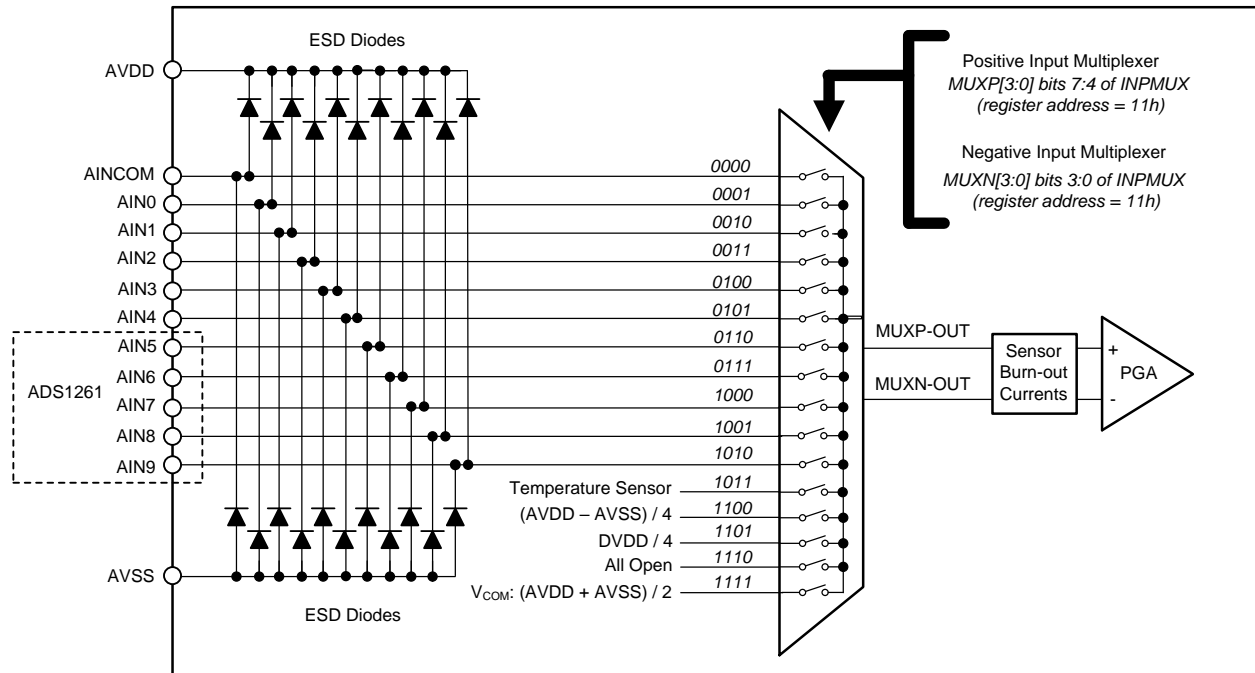 ESD Diodes
AVDD
Positive Input Multiplexer
MUXP[3:0] bits 7:4 of INPMUX
(register address = 11h)
Negative Input Multiplexer
MUXN[3:0] bits 3:0 of INPMUX
(register address = 11h)
AINCOM
0000
AIN0
0001
AIN1
0010
AIN2
0011
AIN3
0100
AIN4
0101
ADS1261
AIN5
0110
AIN6
0111
AIN7
1000
AIN8
1001
AIN9
1010
MUXP-OUT
MUXN-OUT
Sensor
Burn-out
Currents
+
PGA
-
Temperature Sensor
1011
(AVDD – AVSS) / 4
1100
DVDD / 4
1101
All Open
1110
VCOM: (AVDD + AVSS) / 2
1111
AVSS
ESD Diodes